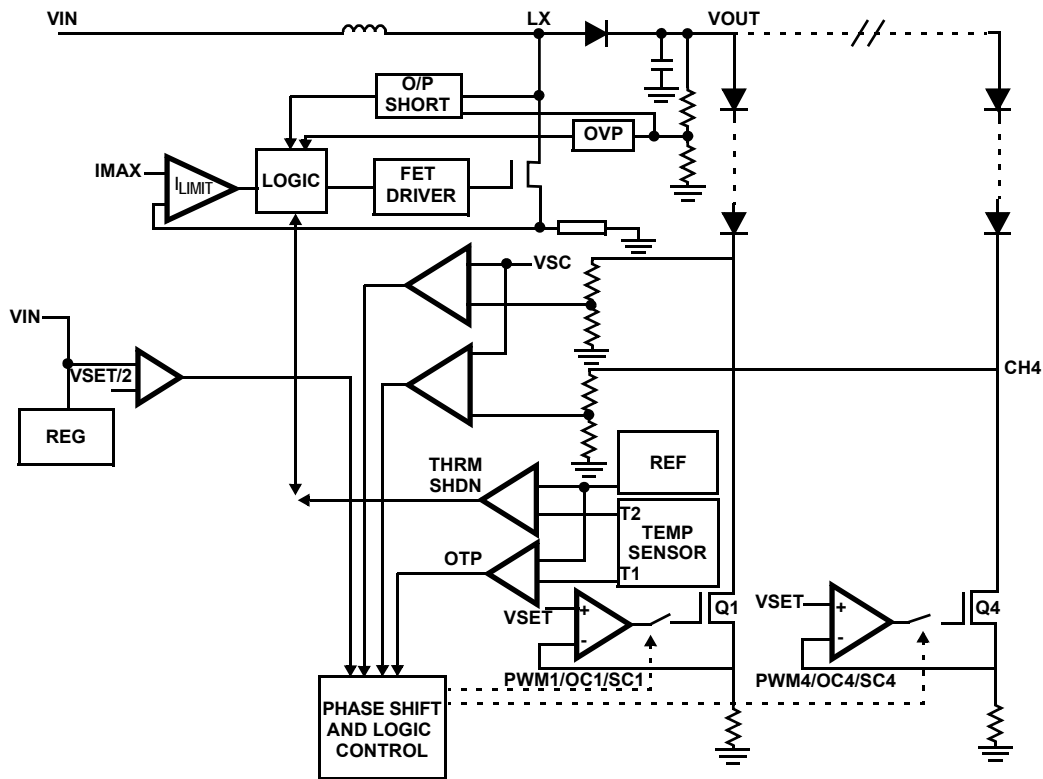 VIN
LX
VOUT
O/P
SHORT
OVP
IMAX
ILIMIT
LOGIC
FET
DRIVER
VSC
VIN
VSET/2
REG
CH4
THRM
SHDN
REF
T2
TEMP
SENSOR
T1
OTP
VSET
+
-
Q1
VSET
+
-
Q4
PWM1/OC1/SC1
PWM4/OC4/SC4
PHASE SHIFT
AND LOGIC
CONTROL